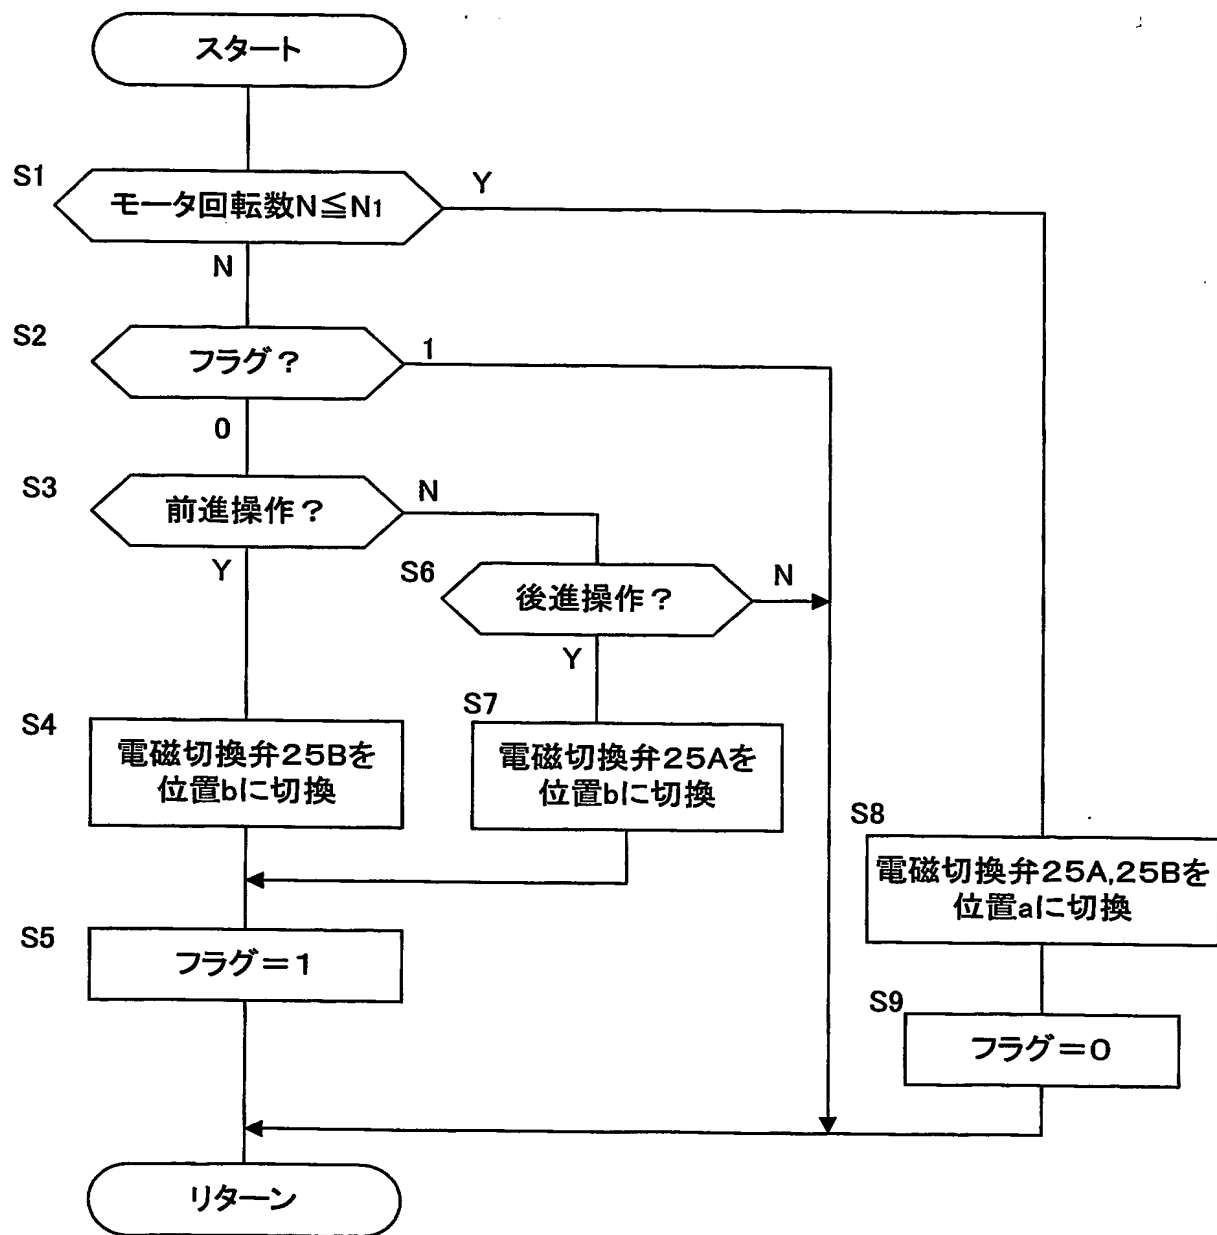 スタート
S1
モータ回転数N≦N1
Y
N
S2
フラグ?
1
0
S3
前進操作?
N
Y
S6
後進操作?
N
Y
S4
電磁切換弁25Bを
位置bに切換
S7
電磁切換弁25Aを
位置bに切換
S8
電磁切換弁25A,25Bを
位置aに切換
S5
フラグ=1
S9
フラグ=0
リターン